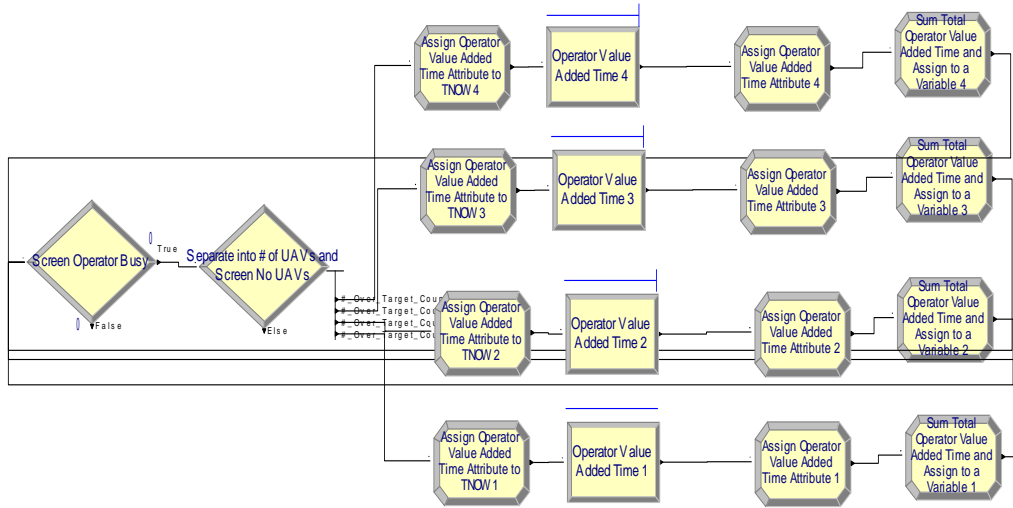 Assign Operator
Value Added
Time Attribute to
TNOW 4
Operator Value
Added Time 4
Assign Operator
Value Added
Time Attribute 4
Sum Total
Operator Value
Added Time and
Assign to a
Variable 4
Assign Operator
Value Added
Time Attribute to
TNOW 3
Operator Value
Added Time 3
Assign Operator
Value Added
Time Attribute 3
Sum Total
Operator Value
Added Time and
Assign to a
Variable 3
Screen Operator Busy
0
True
0
False
Separate into # of UAVs and
Screen No UAVs
Else
#_Over_Target_Cou
#_Over_Target_Cou
#_Over_Target_Cou
#_Over_Target_Cou
Assign Operator
Value Added
Time Attribute to
TNOW 2
Operator Value
Added Time 2
Assign Operator
Value Added
Time Attribute 2
Sum Total
Operator Value
Added Time and
Assign to a
Variable 2
Assign Operator
Value Added
Time Attribute to
TNOW 1
Operator Value
Added Time 1
Assign Operator
Value Added
Time Attribute 1
Sum Total
Operator Value
Added Time and
Assign to a
Variable 1